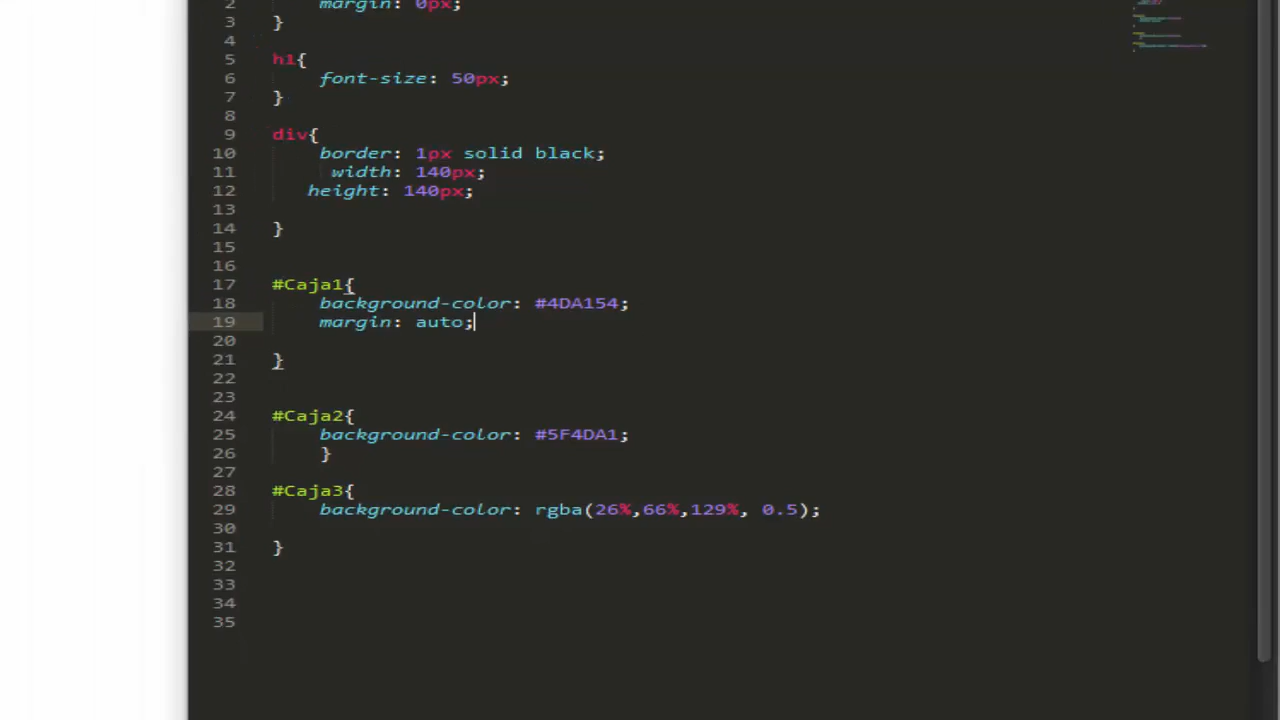 2 margin: 0px;
3 }
4
5 h1{
6 font-size: 50px;
7 }
8
9 div{
10 border: 1px solid black;
11 width: 140px;
12 height: 140px;
13
14 }
15
16
17 #Caja1{
18 background-color: #4DA154;
19 margin: auto;
20
21 }
22
23
24 #Caja2{
25 background-color: #5F4DA1;
26 }
27
28 #Caja3{
29 background-color: rgba(26%,66%,129%, 0.5);
30
31 }
32
33
34
35